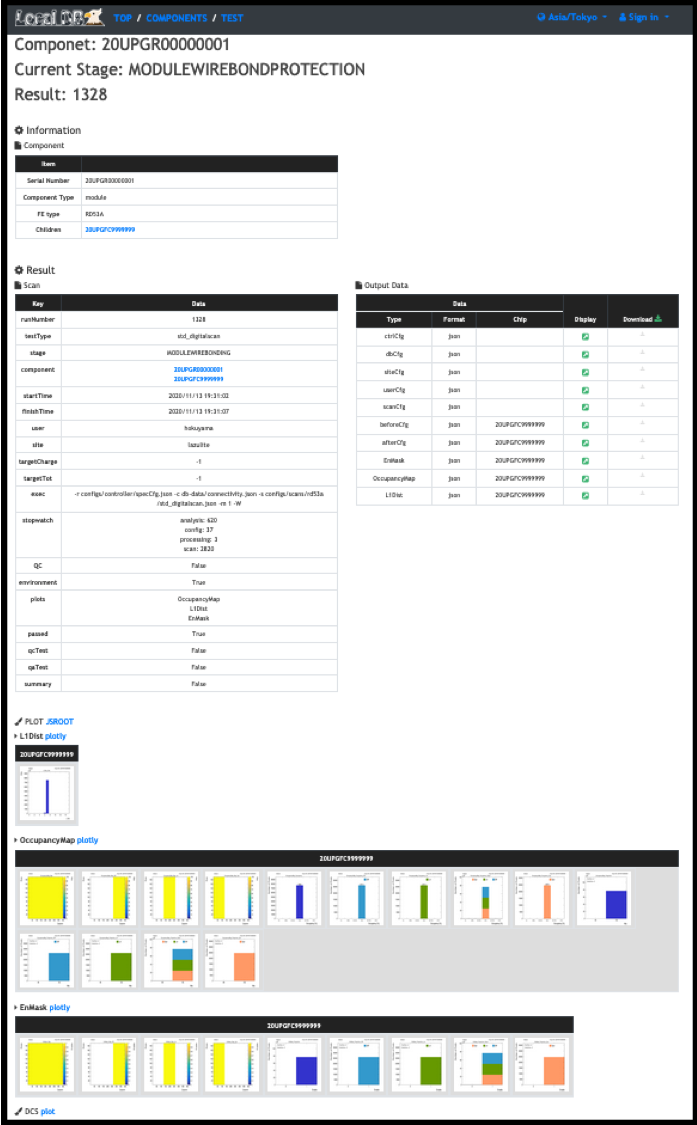 Local DB TOP / COMPONENTS / TEST Asia/Tokyo Sign in
Componet: 20UPGR00000001
Current Stage: MODULEWIREBONDPROTECTION
Result: 1328
Information
Component
Item
Serial Number 20UPGR00000001
Component Type module
FE type RD53A
Children 20UPGFC9999999
Result
Scan
Key Data
runNumber 1328
testType std_digitalscan
stage MODULEWIREBONDING
component 20UPGR00000001
20UPGFC9999999
startTime 2020/11/13 19:31:02
finishTime 2020/11/13 19:31:07
user hokuyama
site lazulite
targetCharge -1
targetTot -1
exec -r configs/controller/specCfg.json -c db-data/connectivity.json -s configs/scans/rd53a
/std_digitalscan.json -m 1 -W
stopwatch analysis: 620
config: 37
processing: 3
scan: 2820
QC False
environment True
plots OccupancyMap
L1Dist
EnMask
passed True
qcTest False
qaTest False
summary False
Output Data
Data
Type Format Chip Display Download
ctrlCfg json
dbCfg json
siteCfg json
userCfg json
scanCfg json
beforeCfg json 20UPGFC9999999
afterCfg json 20UPGFC9999999
EnMask json 20UPGFC9999999
OccupancyMap json 20UPGFC9999999
L1Dist json 20UPGFC9999999
PLOT JSROOT
L1Dist plotly
20UPGFC9999999
OccupancyMap plotly
20UPGFC9999999
EnMask plotly
20UPGFC9999999
DCS plot